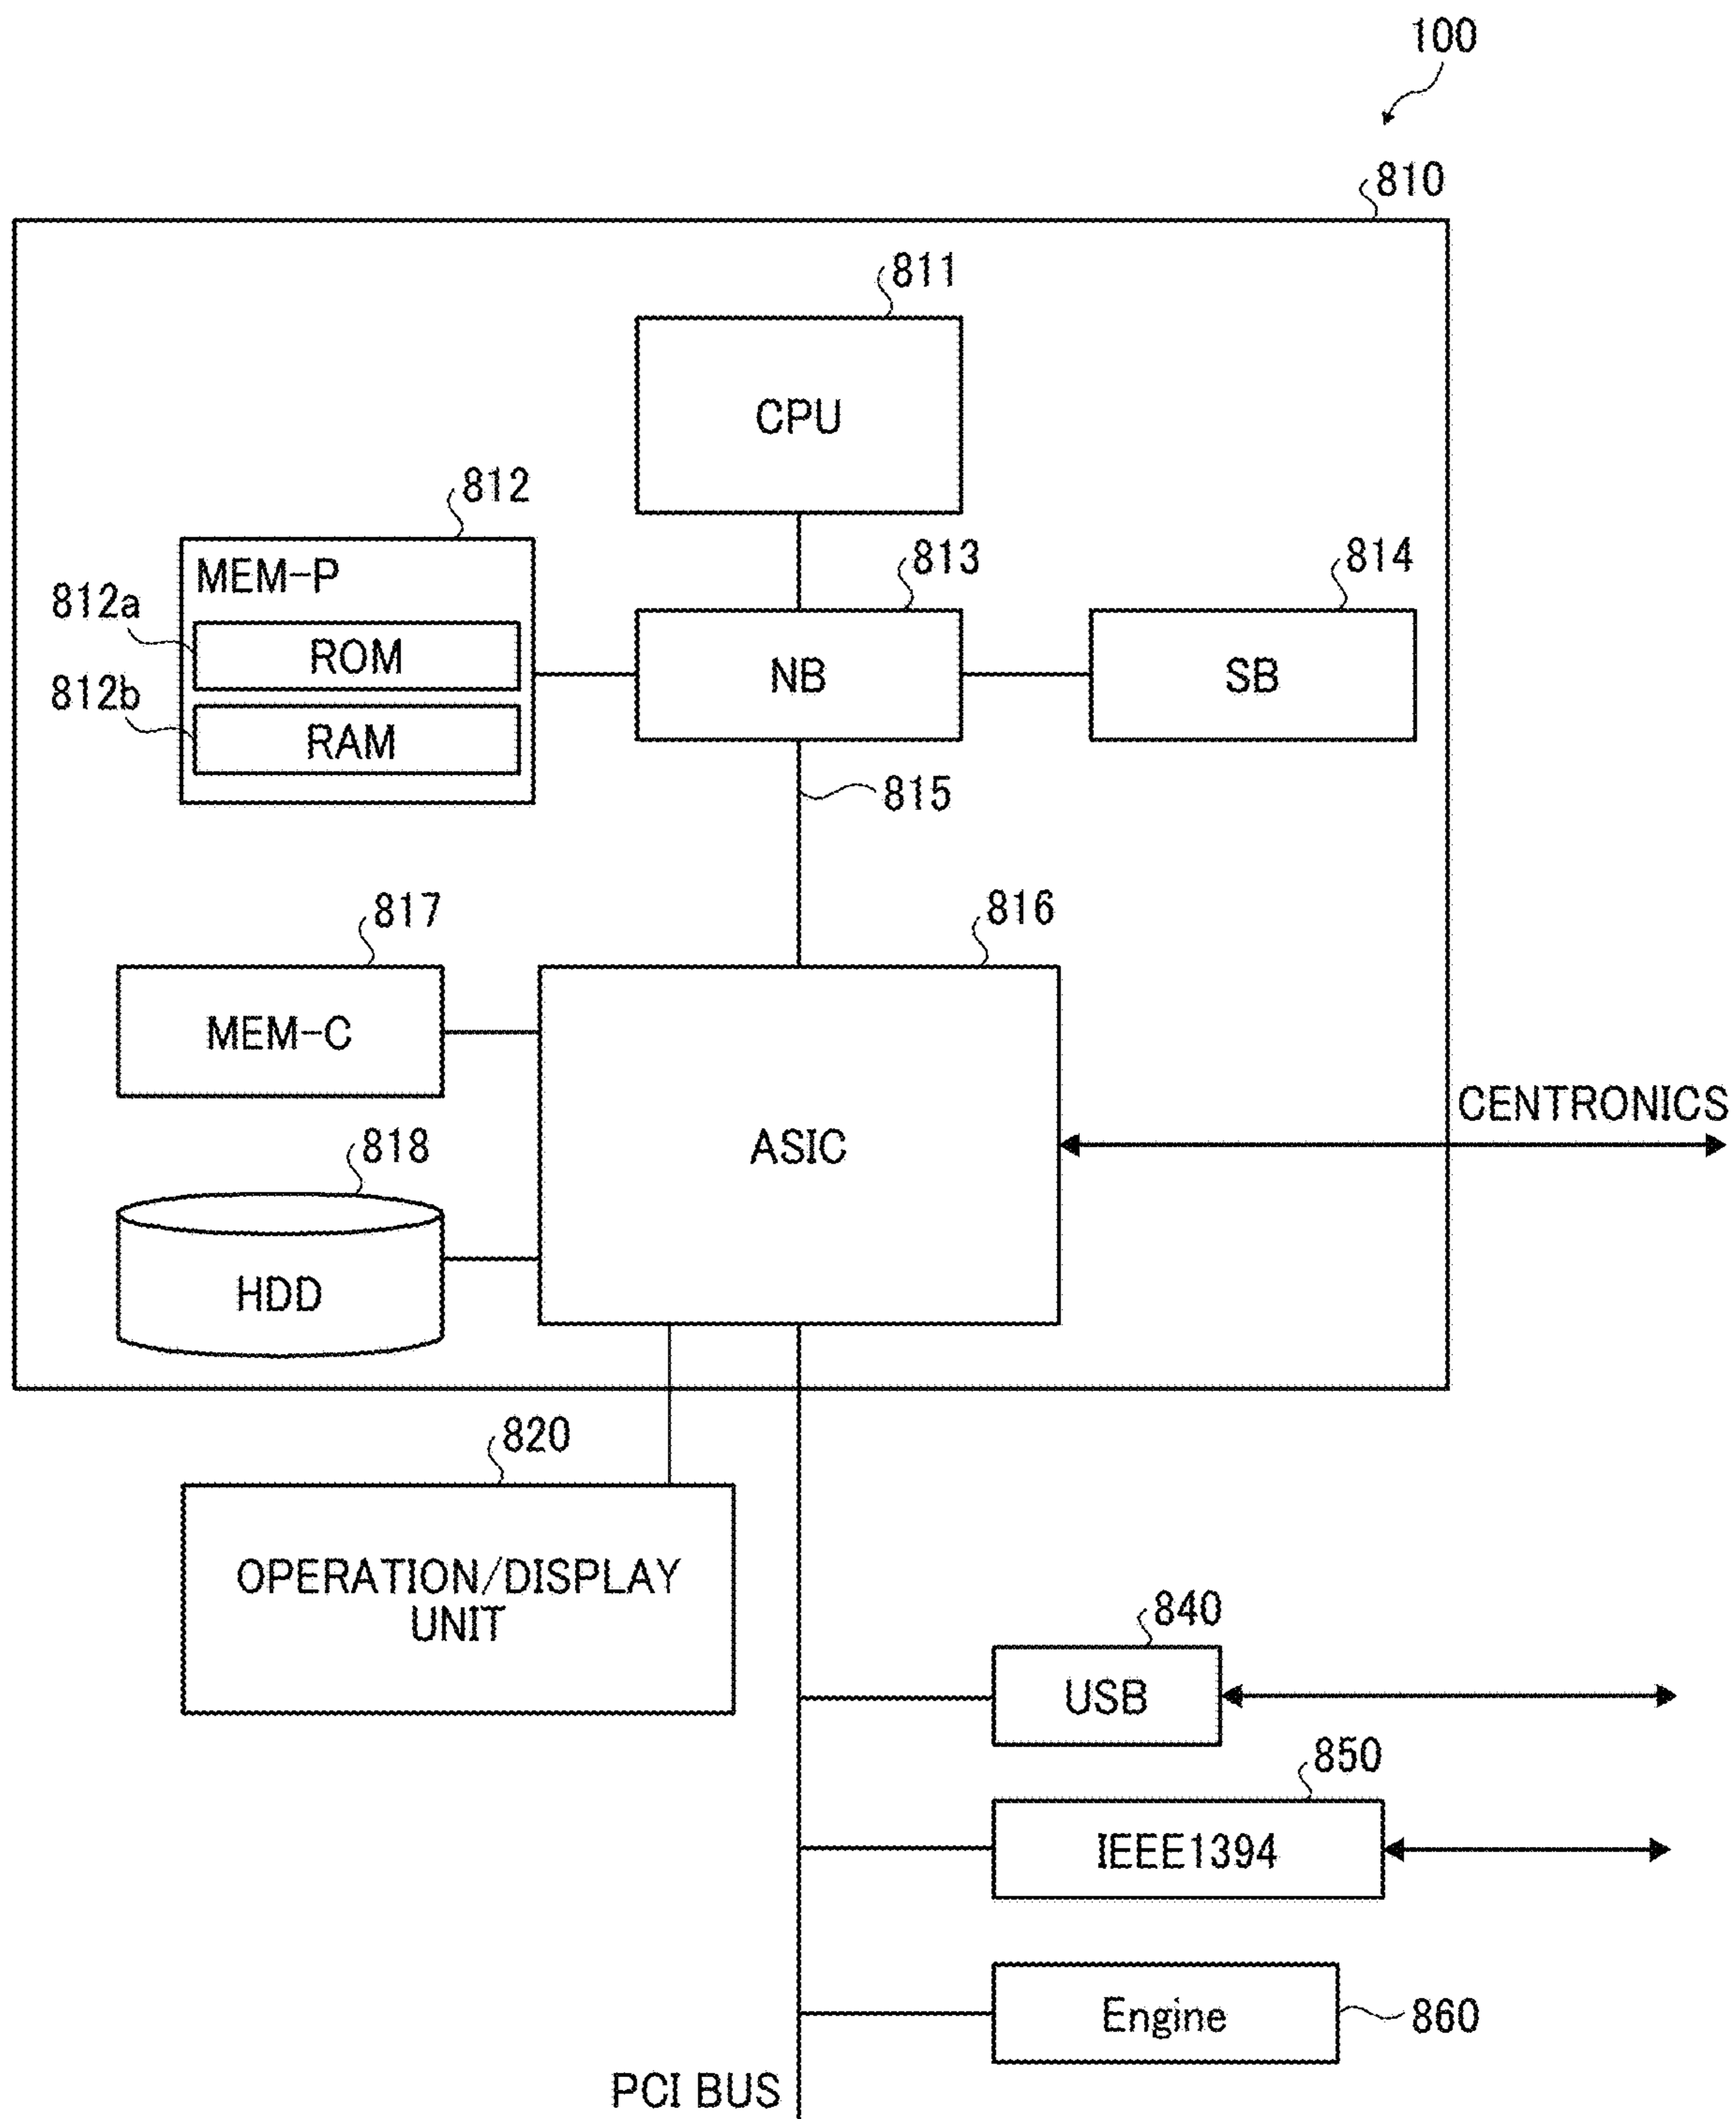 100
810
811
CPU
812
MEM-P
813
814
812a
ROM
NB
SB
812b
RAM
815
817
816
MEM-C
CENTRONICS
818
ASIC
HDD
820
OPERATION/DISPLAY
UNIT
840
USB
850
IEEE1394
Engine
860
PCI BUS